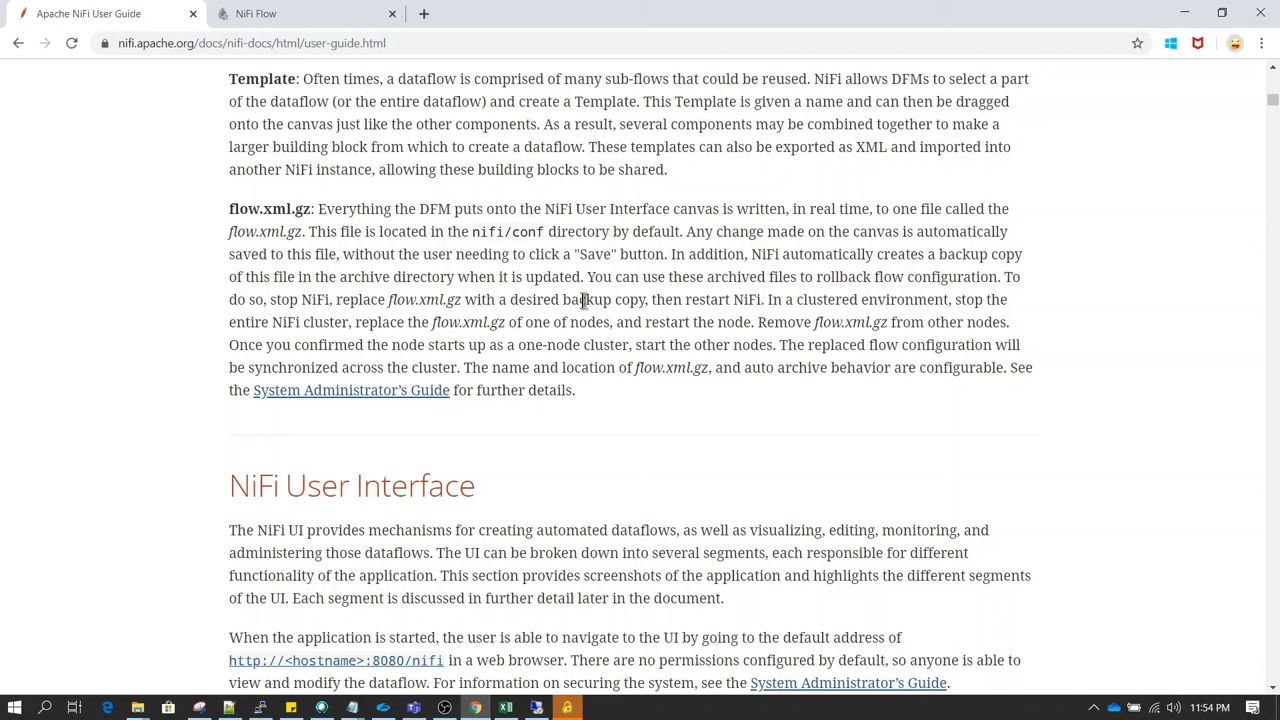 Apache NiFi User Guide
NiFi Flow
nifi.apache.org/docs/nifi-docs/html/user-guide.html
Template: Often times, a dataflow is comprised of many sub-flows that could be reused. NiFi allows DFMs to select a part
of the dataflow (or the entire dataflow) and create a Template. This Template is given a name and can then be dragged
onto the canvas just like the other components. As a result, several components may be combined together to make a
larger building block from which to create a dataflow. These templates can also be exported as XML and imported into
another NiFi instance, allowing these building blocks to be shared.
flow.xml.gz: Everything the DFM puts onto the NiFi User Interface canvas is written, in real time, to one file called the
flow.xml.gz. This file is located in the nifi/conf directory by default. Any change made on the canvas is automatically
saved to this file, without the user needing to click a "Save" button. In addition, NiFi automatically creates a backup copy
of this file in the archive directory when it is updated. You can use these archived files to rollback flow configuration. To
do so, stop NiFi, replace flow.xml.gz with a desired backup copy, then restart NiFi. In a clustered environment, stop the
entire NiFi cluster, replace the flow.xml.gz of one of nodes, and restart the node. Remove flow.xml.gz from other nodes.
Once you confirmed the node starts up as a one-node cluster, start the other nodes. The replaced flow configuration will
be synchronized across the cluster. The name and location of flow.xml.gz, and auto archive behavior are configurable. See
the System Administrator’s Guide for further details.
NiFi User Interface
The NiFi UI provides mechanisms for creating automated dataflows, as well as visualizing, editing, monitoring, and
administering those dataflows. The UI can be broken down into several segments, each responsible for different
functionality of the application. This section provides screenshots of the application and highlights the different segments
of the UI. Each segment is discussed in further detail later in the document.
When the application is started, the user is able to navigate to the UI by going to the default address of
http://<hostname>:8080/nifi in a web browser. There are no permissions configured by default, so anyone is able to
view and modify the dataflow. For information on securing the system, see the System Administrator’s Guide.
11:54 PM